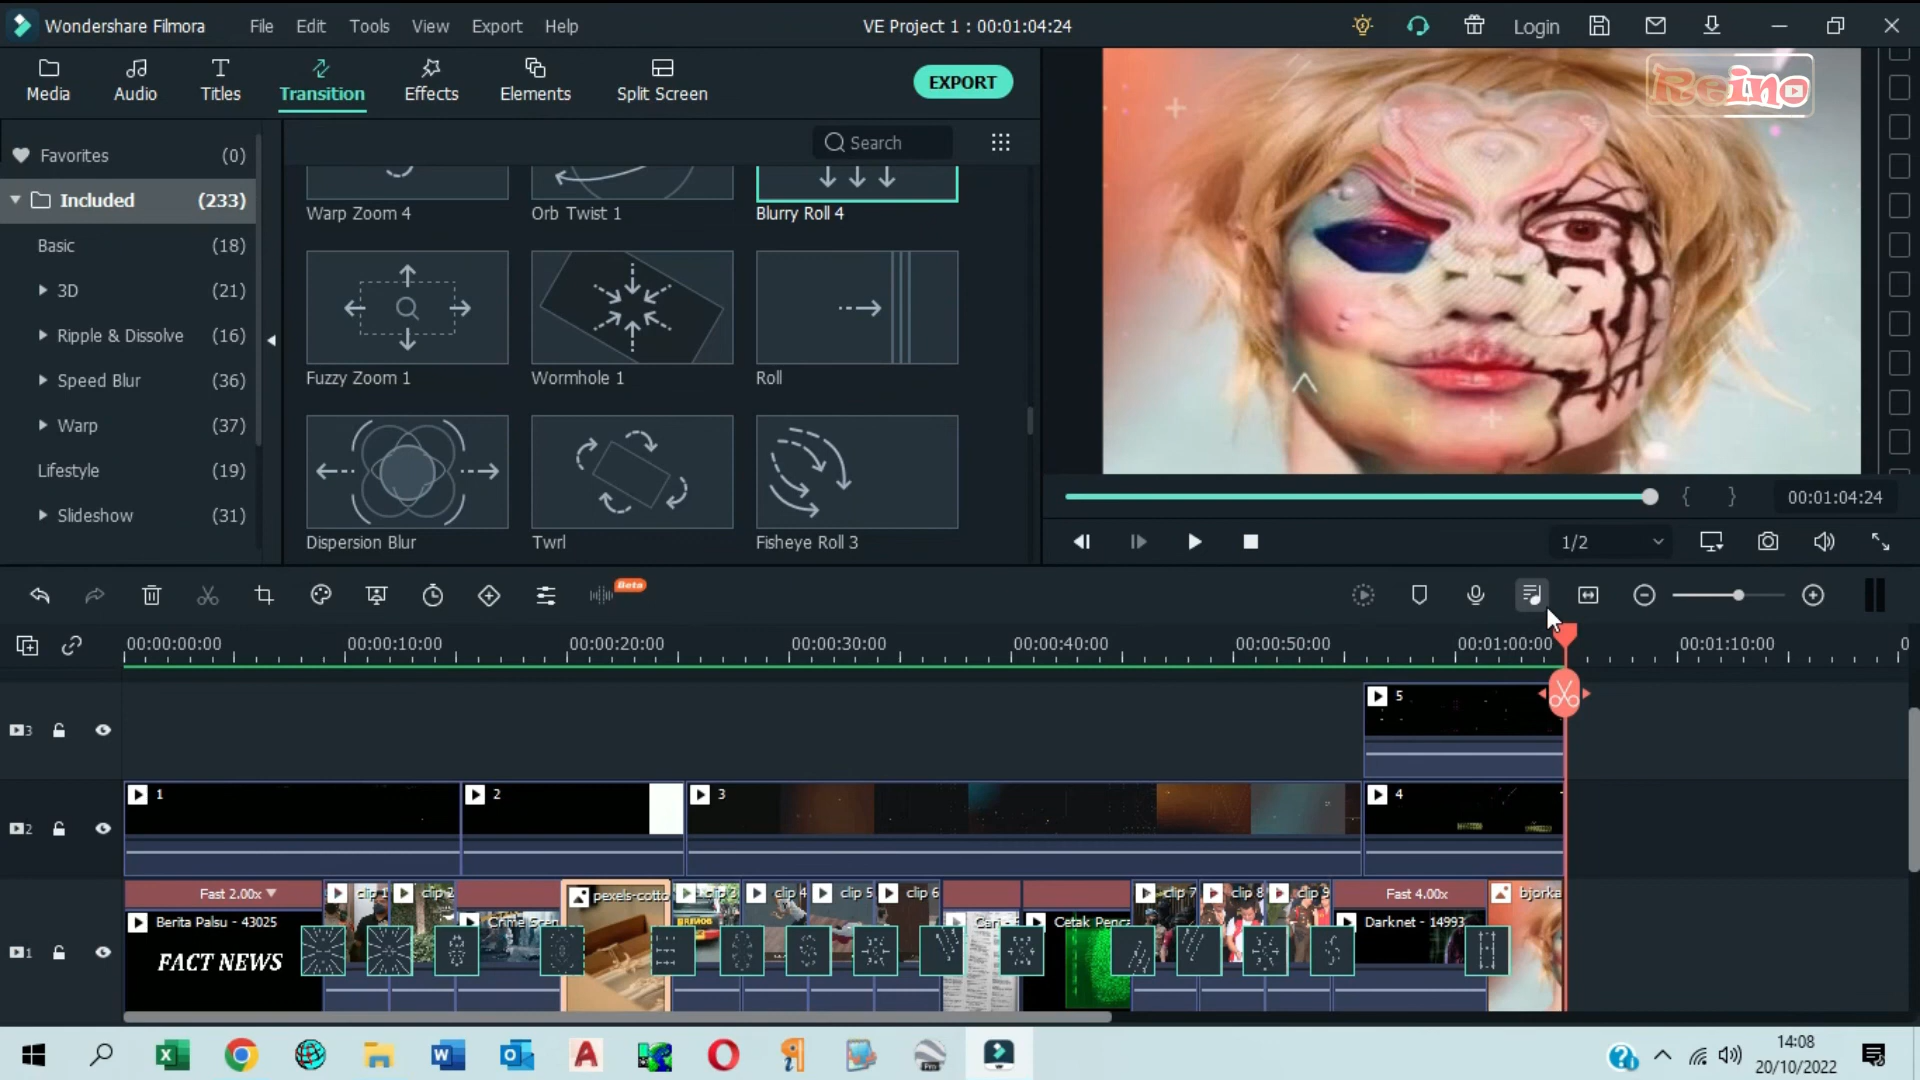 Wondershare Filmora
File Edit Tools View Export Help
VE Project 1 : 00:01:04:24
Login
Media
Audio
Titles
Transition
Effects
Elements
Split Screen
EXPORT
Reino
Favorites (0)
Included (233)
Basic (18)
3D (21)
Ripple & Dissolve (16)
Speed Blur (36)
Warp (37)
Lifestyle (19)
Slideshow (31)
Search
Warp Zoom 4
Orb Twist 1
Blurry Roll 4
Fuzzy Zoom 1
Wormhole 1
Roll
Dispersion Blur
Twrl
Fisheye Roll 3
00:01:04:24
1/2
Beta
00:00:00:00 00:00:10:00 00:00:20:00 00:00:30:00 00:00:40:00 00:00:50:00 00:01:00:00 00:01:10:00
3
5
2
1
2
3
4
1
Fast 2.00x
clip 1
clip 2
pexels-cotto
clip 3
clip 4
clip 5
clip 6
clip 7
clip 8
clip 9
Fast 4.00x
bjorka
Berita Palsu - 43025
Crime Scen
Cari - 
Cetak Penca
Darknet - 14993
FACT NEWS
14:08
20/10/2022